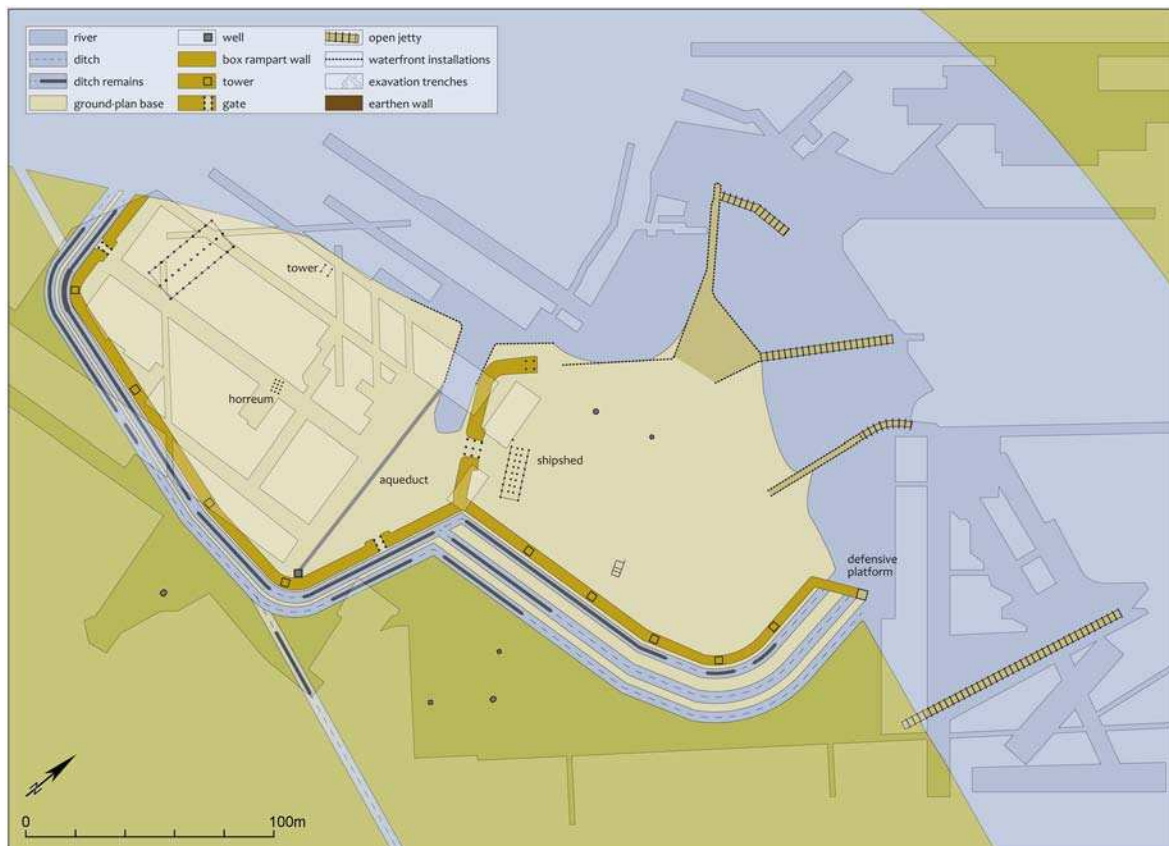 river
ditch
ditch remains
ground-plan base
well
box rampart wall
tower
gate
open jetty
waterfront installations
exavation trenches
earthen wall
tower
horreum
aqueduct
shipshed
defensive
platform
N
0
100m